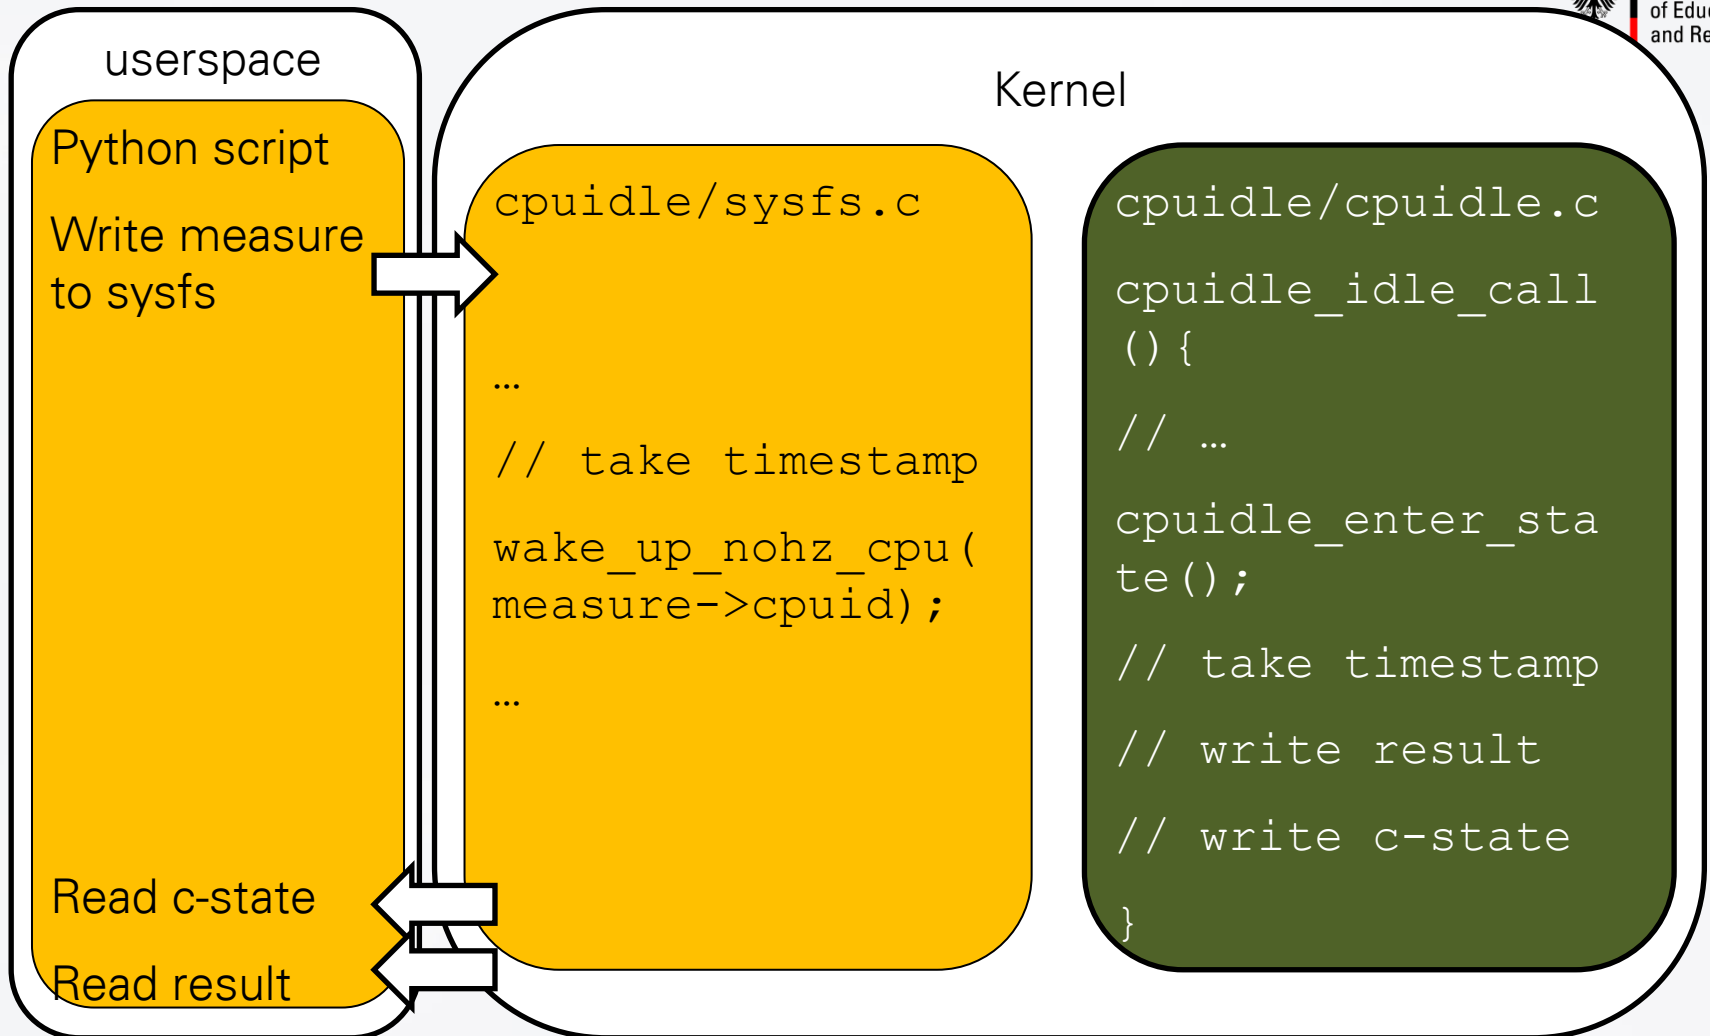 of Educ
and Re
userspace
Python script
Write measure
to sysfs
Read c-state
Read result
Kernel
cpuidle/sysfs.c
…
// take timestamp
wake_up_nohz_cpu(
measure->cpuid);
…
cpuidle/cpuidle.c
cpuidle_idle_call
(){
// …
cpuidle_enter_sta
te();
// take timestamp
// write result
// write c-state
}